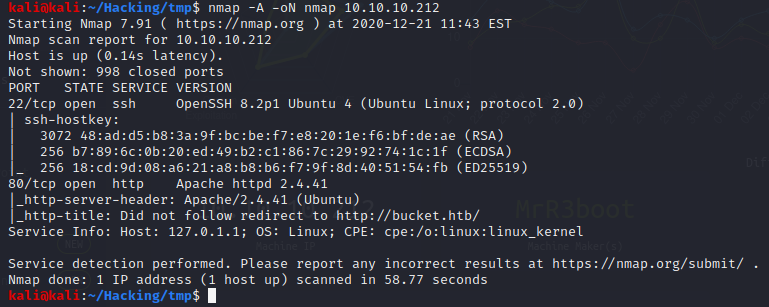 kali@kali:~/Hacking/tmp$ nmap -A -oN nmap 10.10.10.212
Starting Nmap 7.91 ( https://nmap.org ) at 2020-12-21 11:43 EST
Nmap scan report for 10.10.10.212
Host is up (0.14s latency).
Not shown: 998 closed ports
PORT   STATE SERVICE VERSION
22/tcp open  ssh     OpenSSH 8.2p1 Ubuntu 4 (Ubuntu Linux; protocol 2.0)
| ssh-hostkey:
|   3072 48:ad:d5:b8:3a:9f:bc:be:f7:e8:20:1e:f6:bf:de:ae (RSA)
|   256 b7:89:6c:0b:20:ed:49:b2:c1:86:7c:29:92:74:1c:1f (ECDSA)
|_  256 18:cd:9d:08:a6:21:a8:b8:b6:f7:9f:8d:40:51:54:fb (ED25519)
80/tcp open  http    Apache httpd 2.4.41
|_http-server-header: Apache/2.4.41 (Ubuntu)
|_http-title: Did not follow redirect to http://bucket.htb/
MrR3boot
Service Info: Host: 127.0.1.1; OS: Linux; CPE: cpe:/o:linux:linux_kernel
Service detection performed. Please report any incorrect results at https://nmap.org/submit/ .
Nmap done: 1 IP address (1 host up) scanned in 58.77 seconds
kali@kali:~/Hacking/tmp$